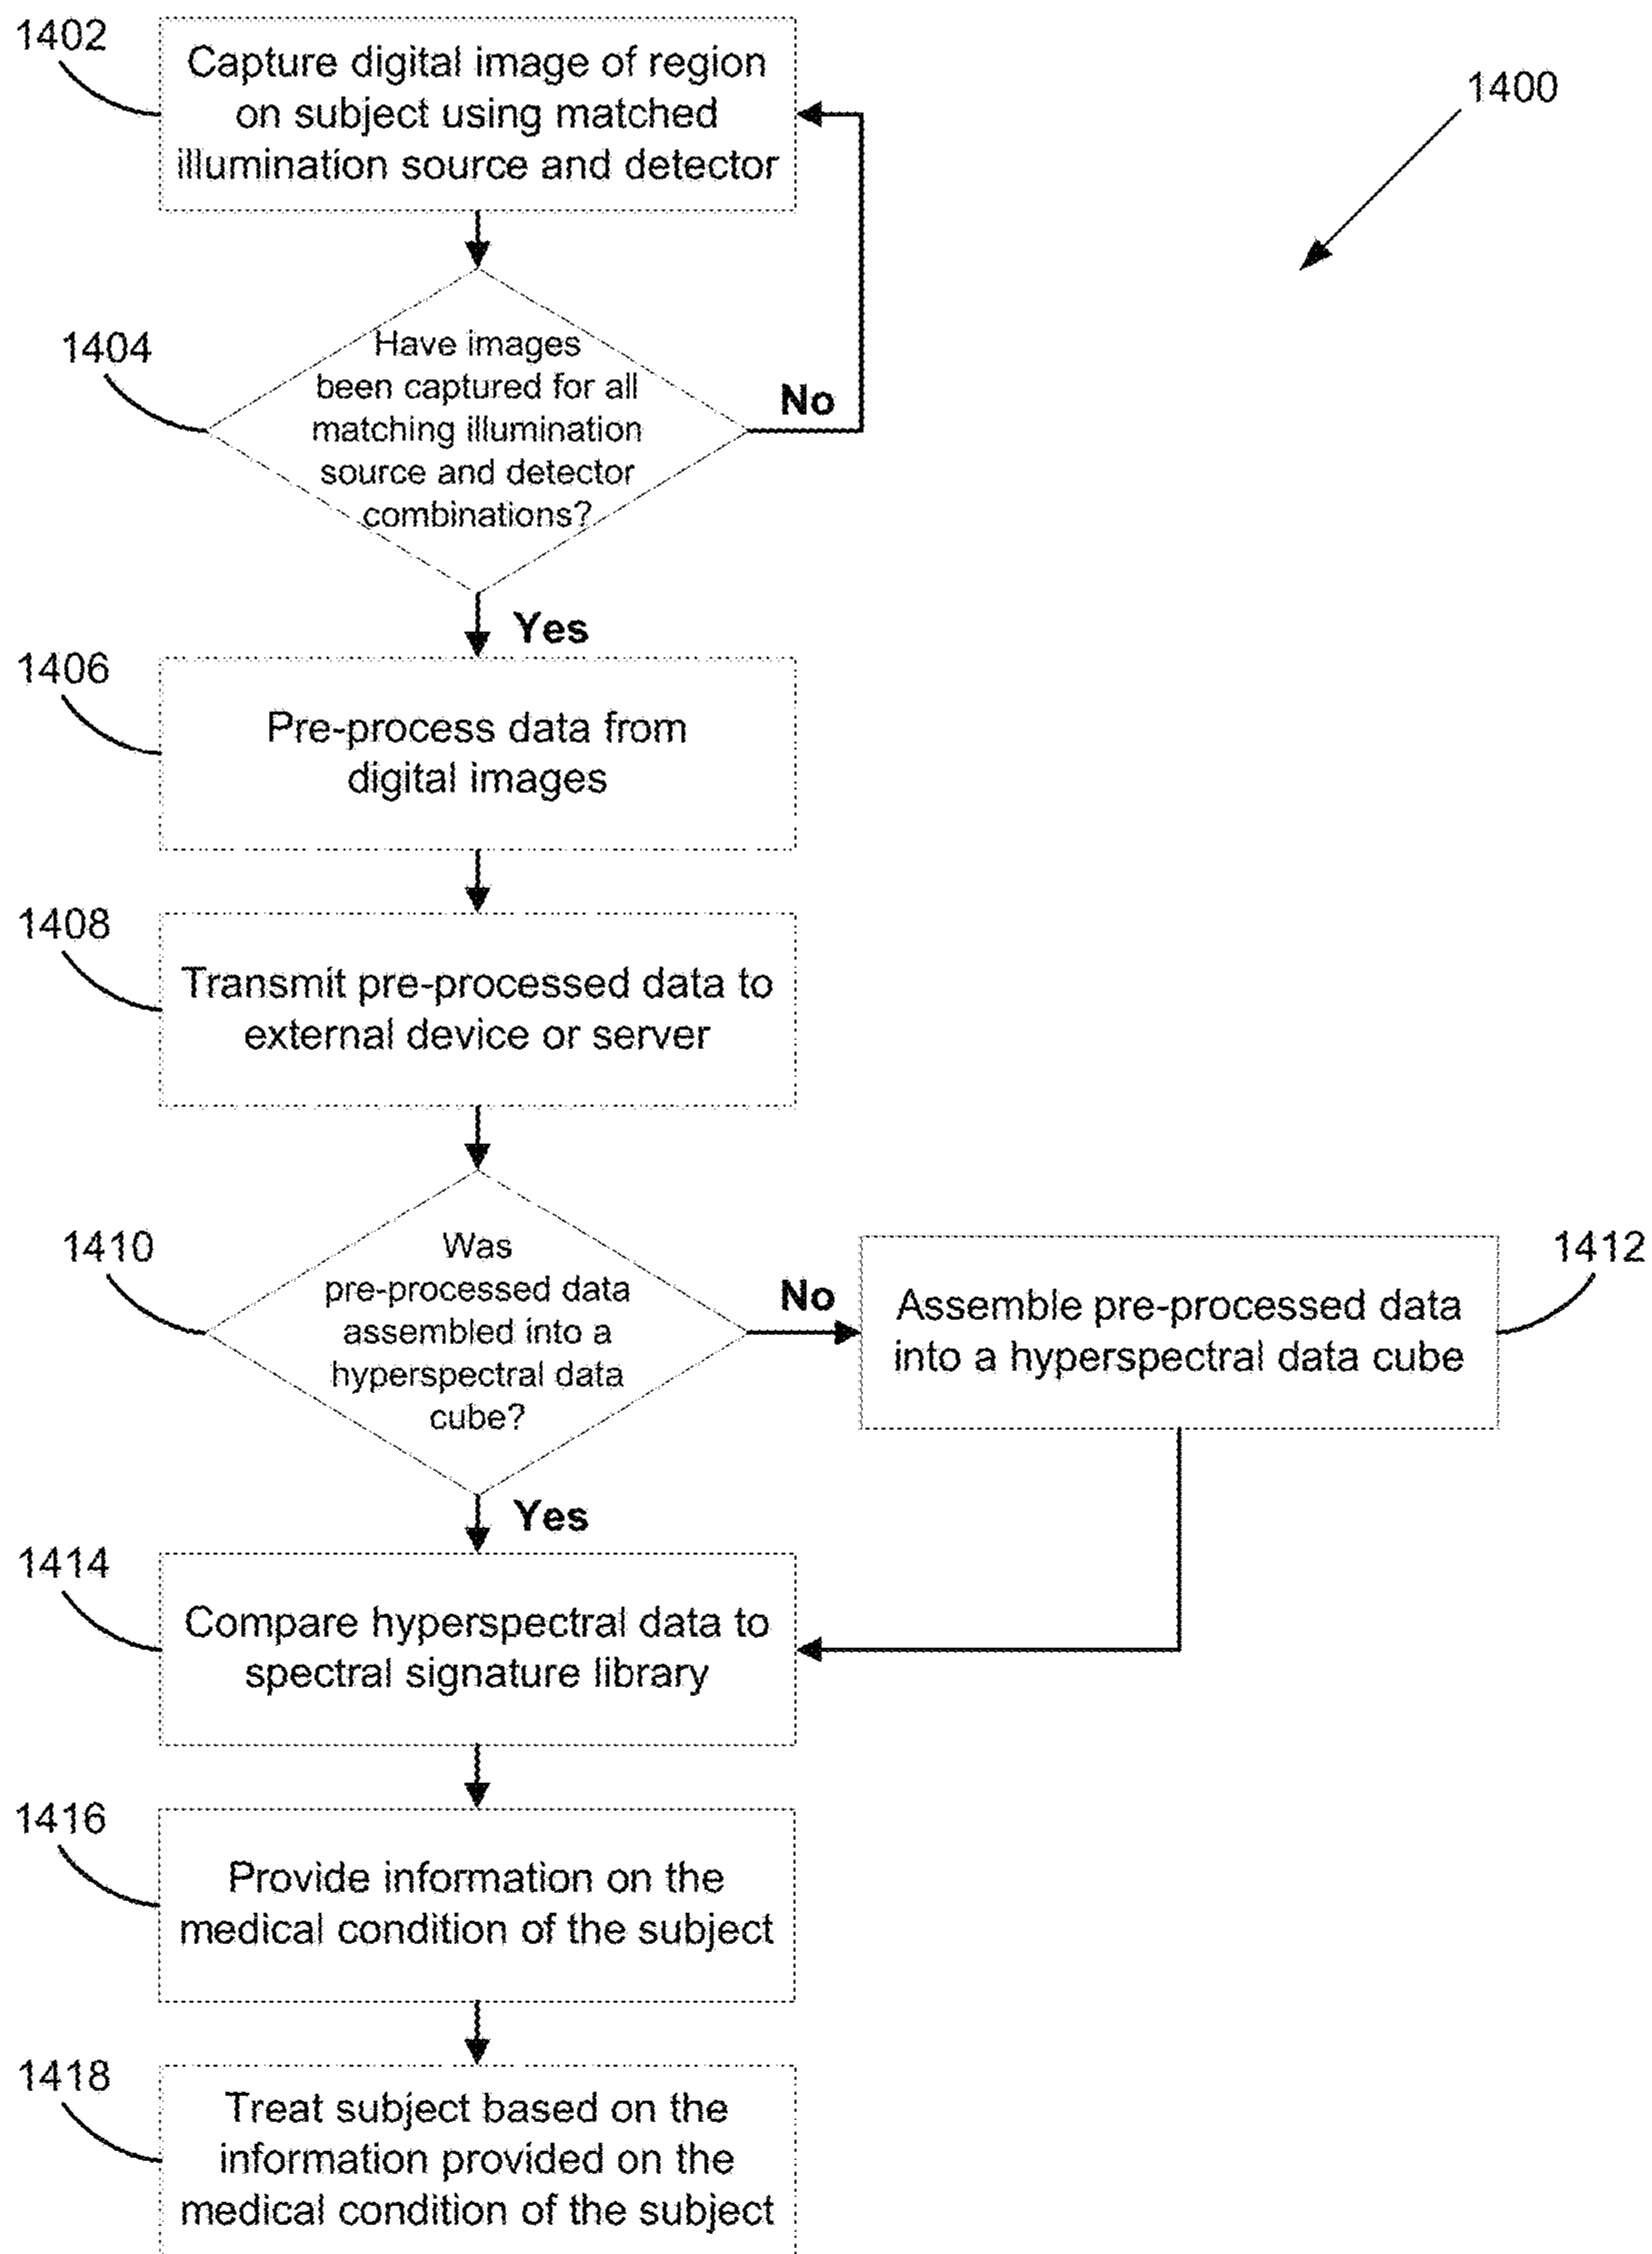 1402
Capture digital image of region
on subject using matched
illumination source and detector
1400
1404
Have images
been captured for all
matching illumination
source and detector
combinations?
No
Yes
1406
Pre-process data from
digital images
1408
Transmit pre-processed data to
external device or server
1410
Was
pre-processed data
assembled into a
hyperspectral data
cube?
No
1412
Assemble pre-processed data
into a hyperspectral data cube
Yes
1414
Compare hyperspectral data to
spectral signature library
1416
Provide information on the
medical condition of the subject
1418
Treat subject based on the
information provided on the
medical condition of the subject